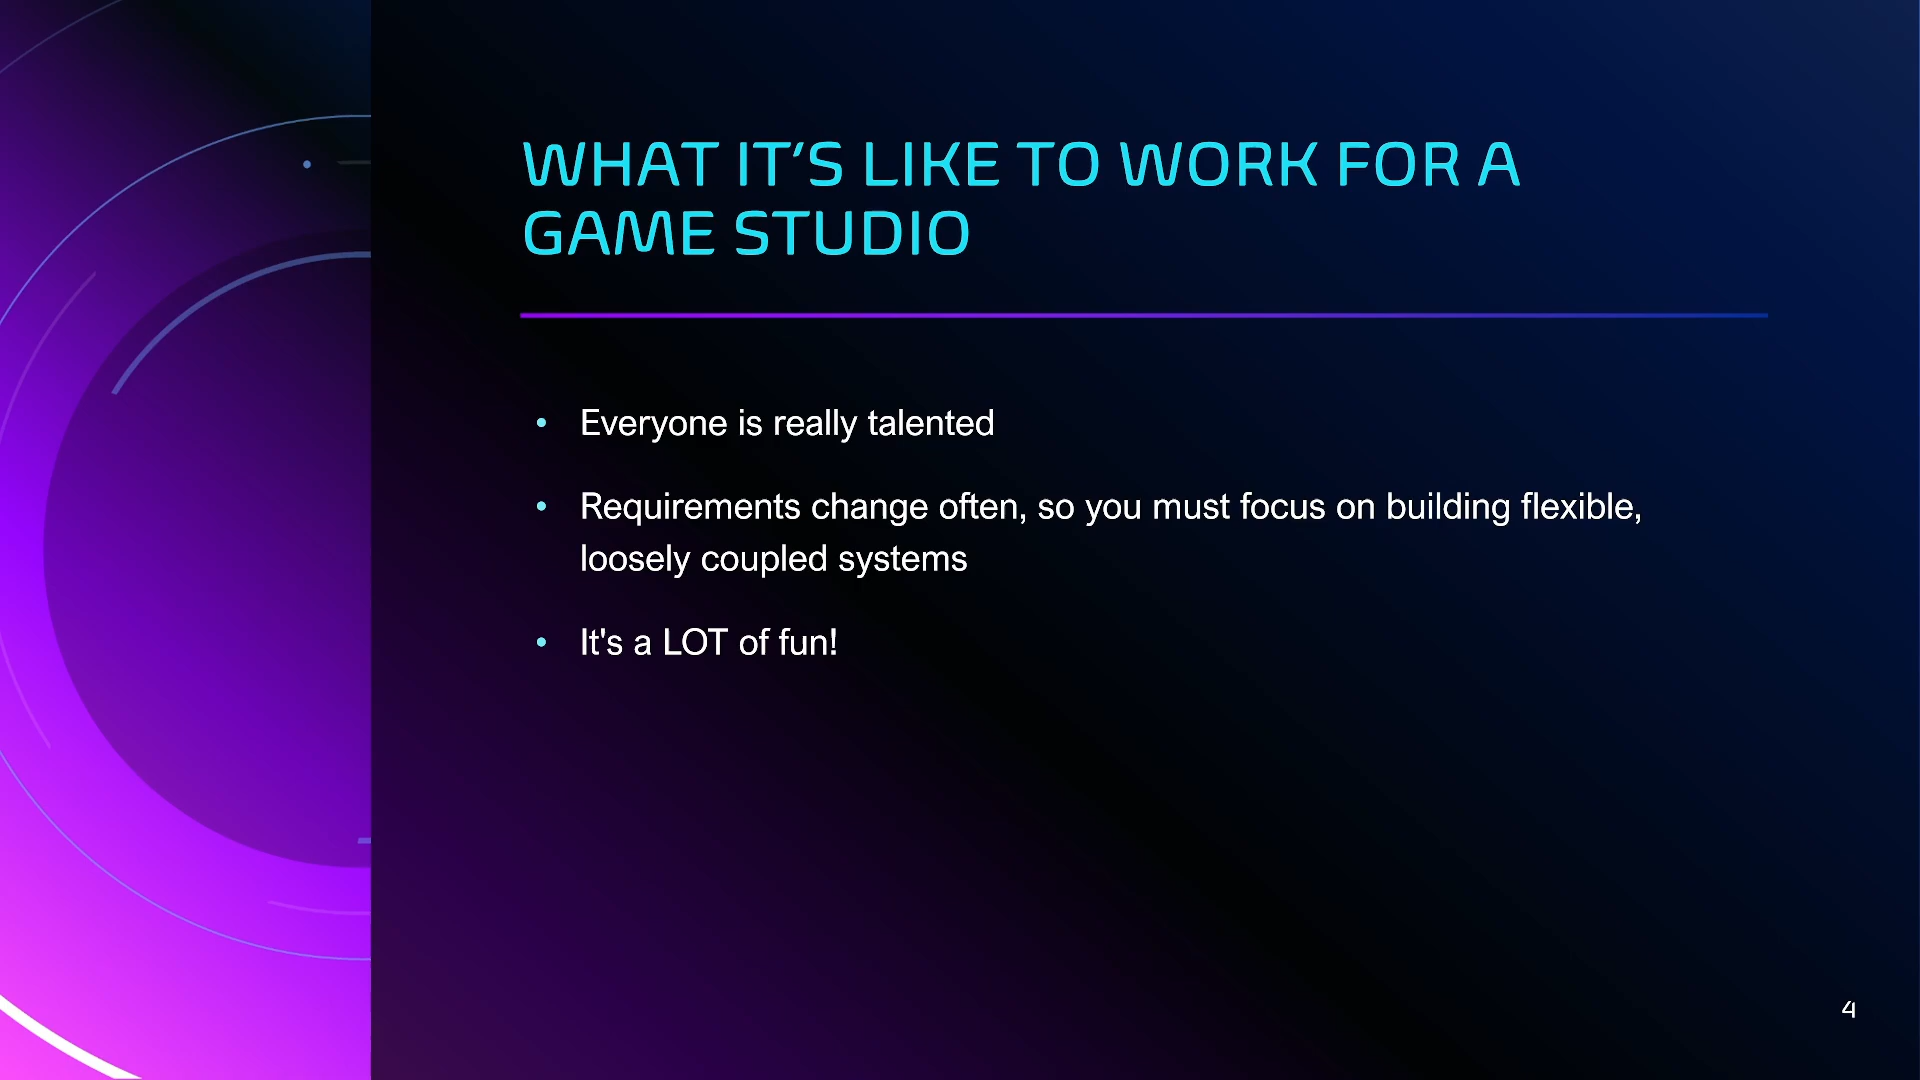 WHAT IT’S LIKE TO WORK FOR A
GAME STUDIO
• Everyone is really talented
• Requirements change often, so you must focus on building flexible,
loosely coupled systems
• It's a LOT of fun!
4